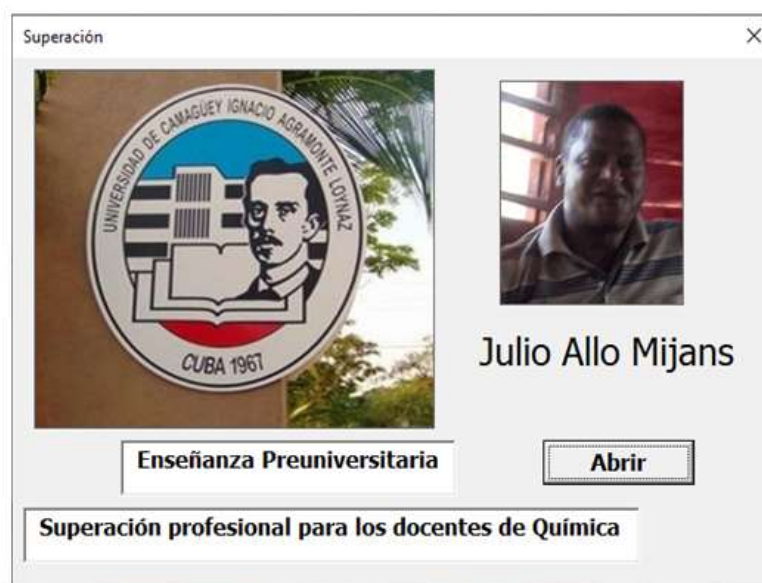 Superación
UNIVERSIDAD DE CAMAGÜEY IGNACIO AGRAMONTE LOYNAZ
CUBA 1967
Julio Allo Mijans
Enseñanza Preuniversitaria
Abrir
Superación profesional para los docentes de Química